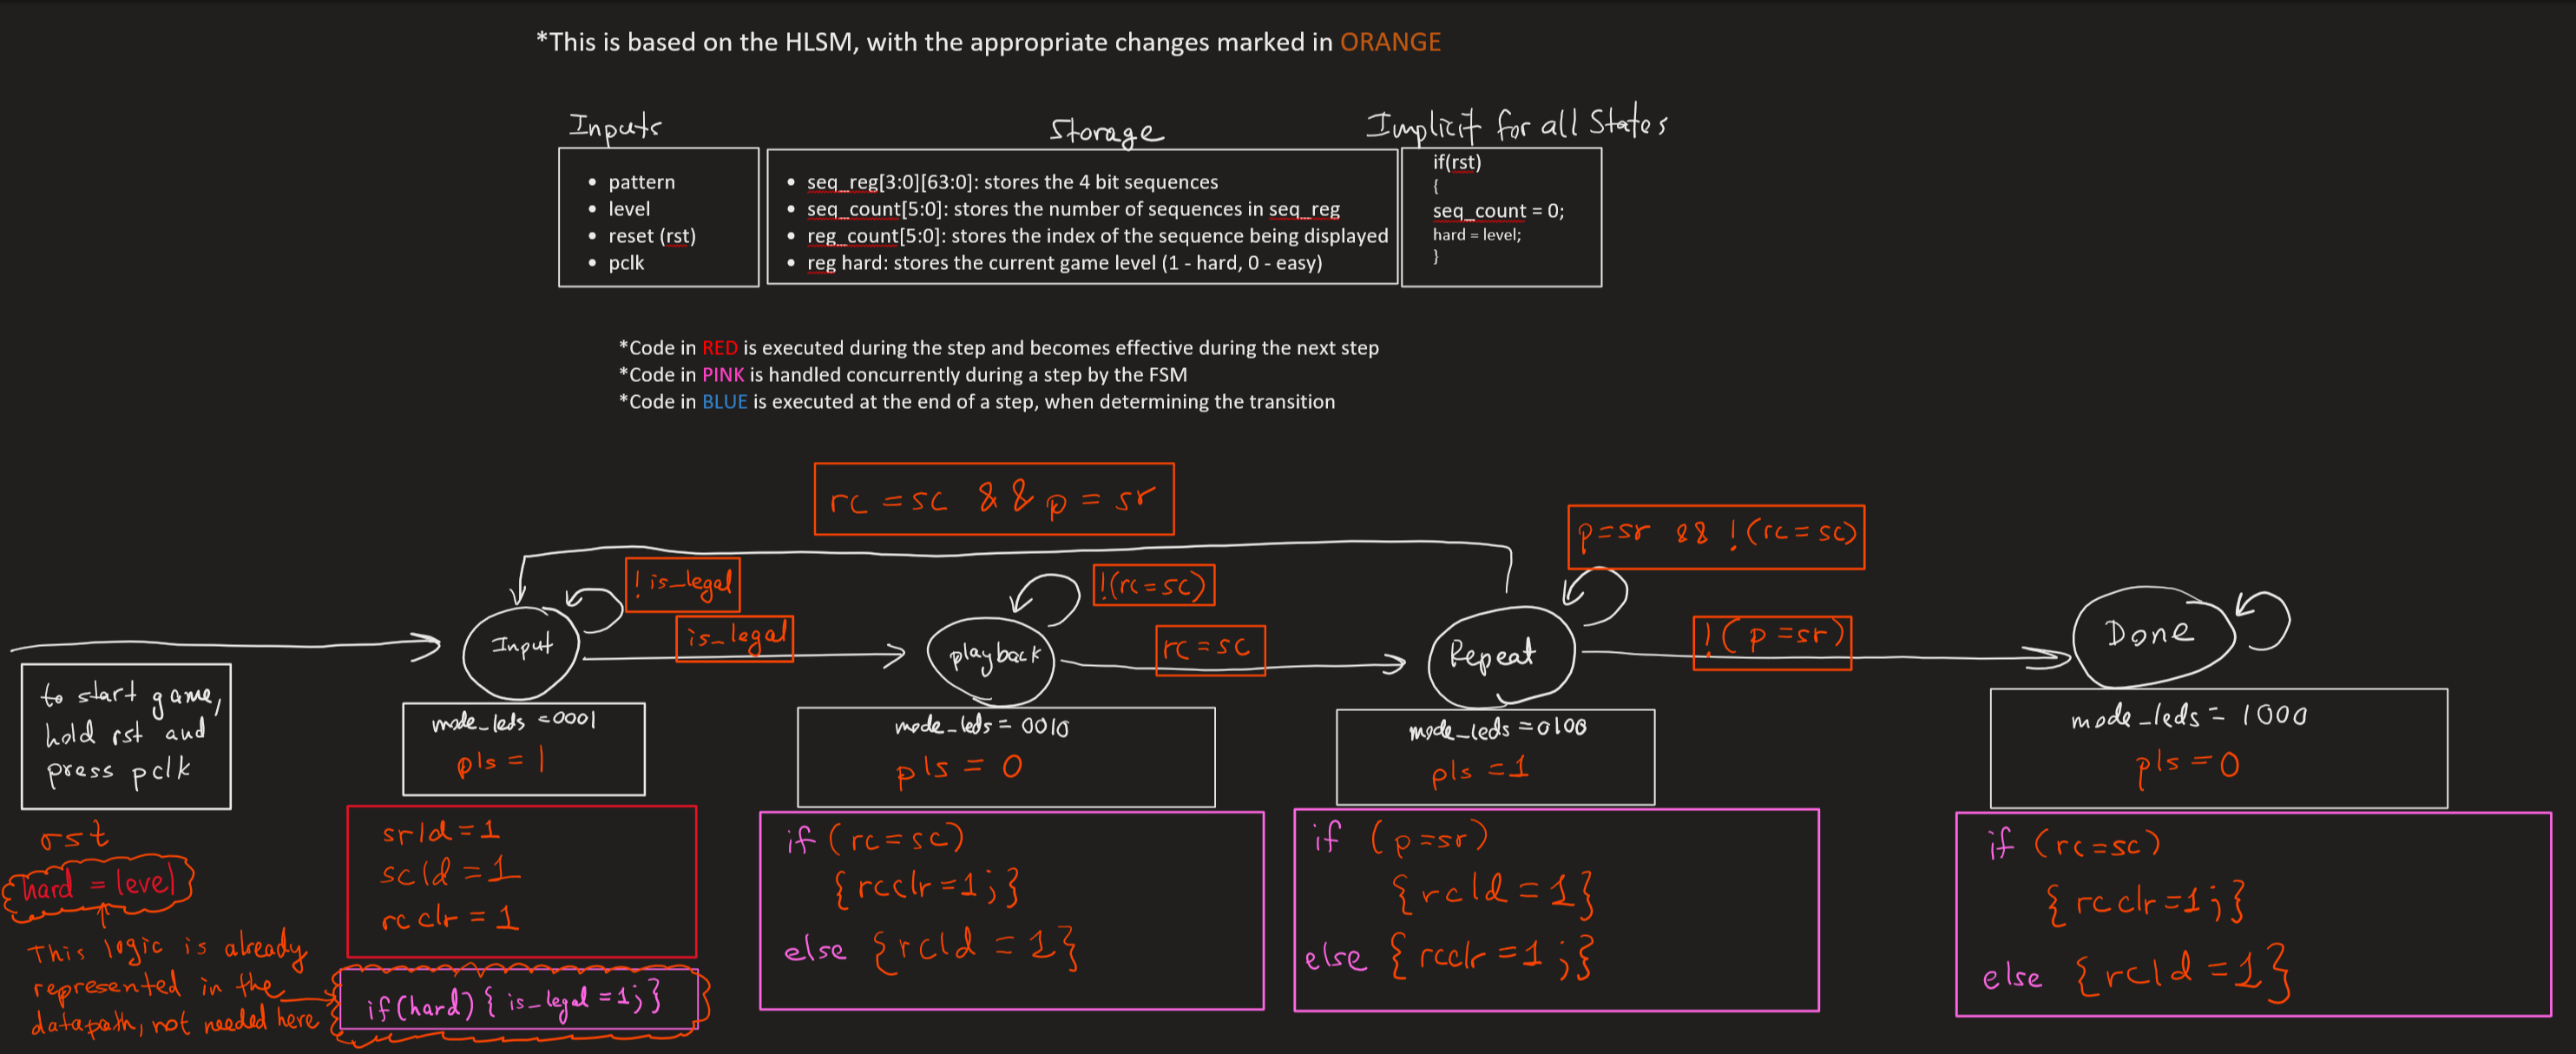 *This is based on the HLSM, with the appropriate changes marked in ORANGE
Inputs
• pattern
• level
• reset (rst)
• pclk
Storage
• seq_reg[3:0][63:0]: stores the 4 bit sequences
• seq_count[5:0]: stores the number of sequences in seq_reg
• reg_count[5:0]: stores the index of the sequence being displayed
• reg hard: stores the current game level (1 - hard, 0 - easy)
Implicit for all States
if(rst)
{
seq_count = 0;
hard = level;
}
*Code in RED is executed during the step and becomes effective during the next step
*Code in PINK is handled concurrently during a step by the FSM
*Code in BLUE is executed at the end of a step, when determining the transition
rc = sc && p = sr
p=sr && !(rc=sc)
!is_legal
!(rc=sc)
is_legal
rc=sc
!(p=sr)
Input
playback
Repeat
Done
to start game,
hold rst and
press pclk
mode_leds =0001
pls = 1
mode_leds= 0010
pls = 0
mode_leds =0100
pls =1
mode_leds= 1000
pls=0
rst
hard = level
This logic is already
represented in the
datapath, not needed here
srld=1
scld =1
rcclr = 1
if(hard) { is_legal =1; }
if (rc=sc)
{rcclr=1;}
else {rcld =1}
if (p=sr)
{rcld =1}
else { rcclr=1;}
if (rc=sc)
{ rcclr=1;}
else {rcld =1}